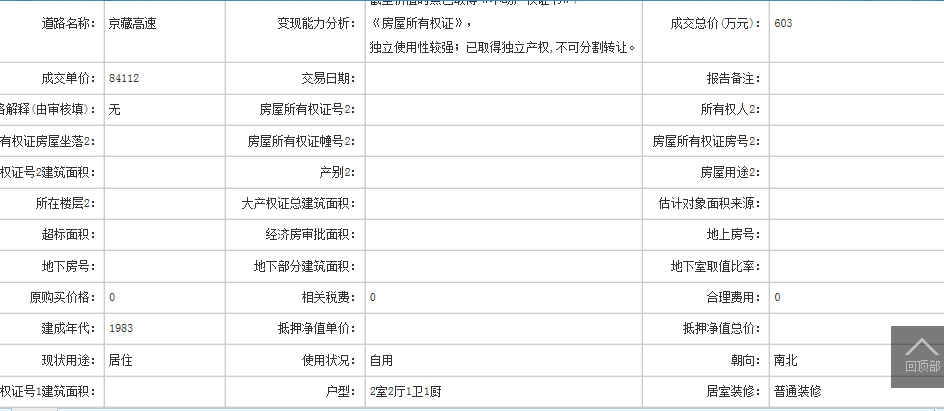 道路名称： 京藏高速 变现能力分析： 《房屋所有权证》， 成交总价(万元)： 603
独立使用性较强；已取得独立产权,不可分割转让。
成交单价： 84112 交易日期： 报告备注：
格解释(由审核填)： 无 房屋所有权证号2： 所有权人2：
有权证房屋坐落2： 房屋所有权证幢号2： 房屋所有权证房号2：
权证号2建筑面积： 产别2： 房屋用途2：
所在楼层2： 大产权证总建筑面积： 估计对象面积来源：
超标面积： 经济房审批面积： 地上房号：
地下房号： 地下部分建筑面积： 地下室取值比率：
原购买价格： 0 相关税费： 0 合理费用： 0
建成年代： 1983 抵押净值单价： 抵押净值总价：
现状用途： 居住 使用状况： 自用 朝向： 南北
回顶部
权证号1建筑面积： 户型： 2室2厅1卫1厨 居室装修： 普通装修